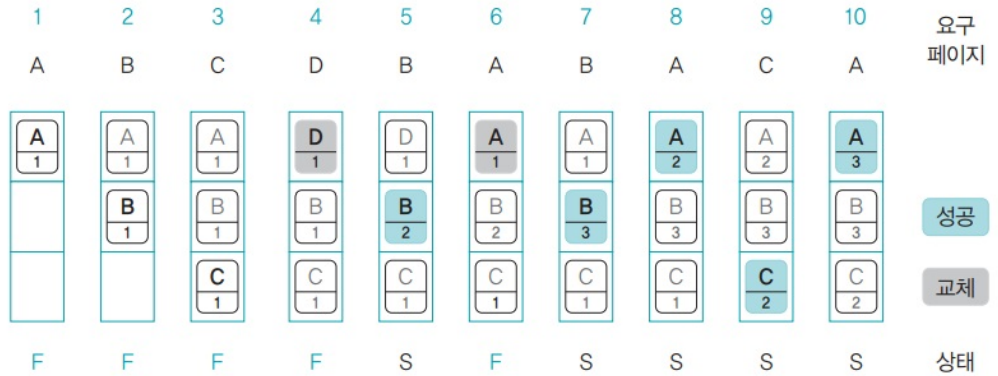 1 2 3 4 5 6 7 8 9 10 요구
페이지
A B C D B A B A C A
A A A D D A A A A A
1 1 1 1 1 1 1 2 2 3
B B B B B B B B B
1 1 1 2 2 3 3 3 3
성공
C C C C C C C C
1 1 1 1 1 1 2 2
교체
F F F F S F S S S S 상태